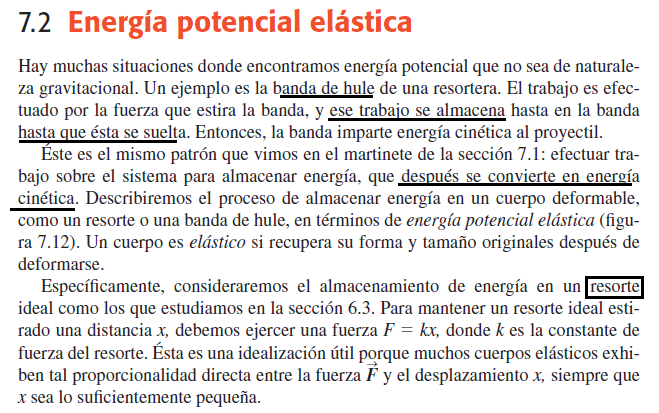 7.2 Energía potencial elástica
Hay muchas situaciones donde encontramos energía potencial que no sea de naturale-
za gravitacional. Un ejemplo es la banda de hule de una resortera. El trabajo es efec-
tuado por la fuerza que estira la banda, y ese trabajo se almacena hasta en la banda
hasta que ésta se suelta. Entonces, la banda imparte energía cinética al proyectil.
Éste es el mismo patrón que vimos en el martinete de la sección 7.1: efectuar tra-
bajo sobre el sistema para almacenar energía, que después se convierte en energía
cinética. Describiremos el proceso de almacenar energía en un cuerpo deformable,
como un resorte o una banda de hule, en términos de energía potencial elástica (figu-
ra 7.12). Un cuerpo es elástico si recupera su forma y tamaño originales después de
deformarse.
Específicamente, consideraremos el almacenamiento de energía en un resorte
ideal como los que estudiamos en la sección 6.3. Para mantener un resorte ideal esti-
rado una distancia x, debemos ejercer una fuerza F = kx, donde k es la constante de
fuerza del resorte. Ésta es una idealización útil porque muchos cuerpos elásticos exhi-
ben tal proporcionalidad directa entre la fuerza F⃗ y el desplazamiento x, siempre que
x sea lo suficientemente pequeña.